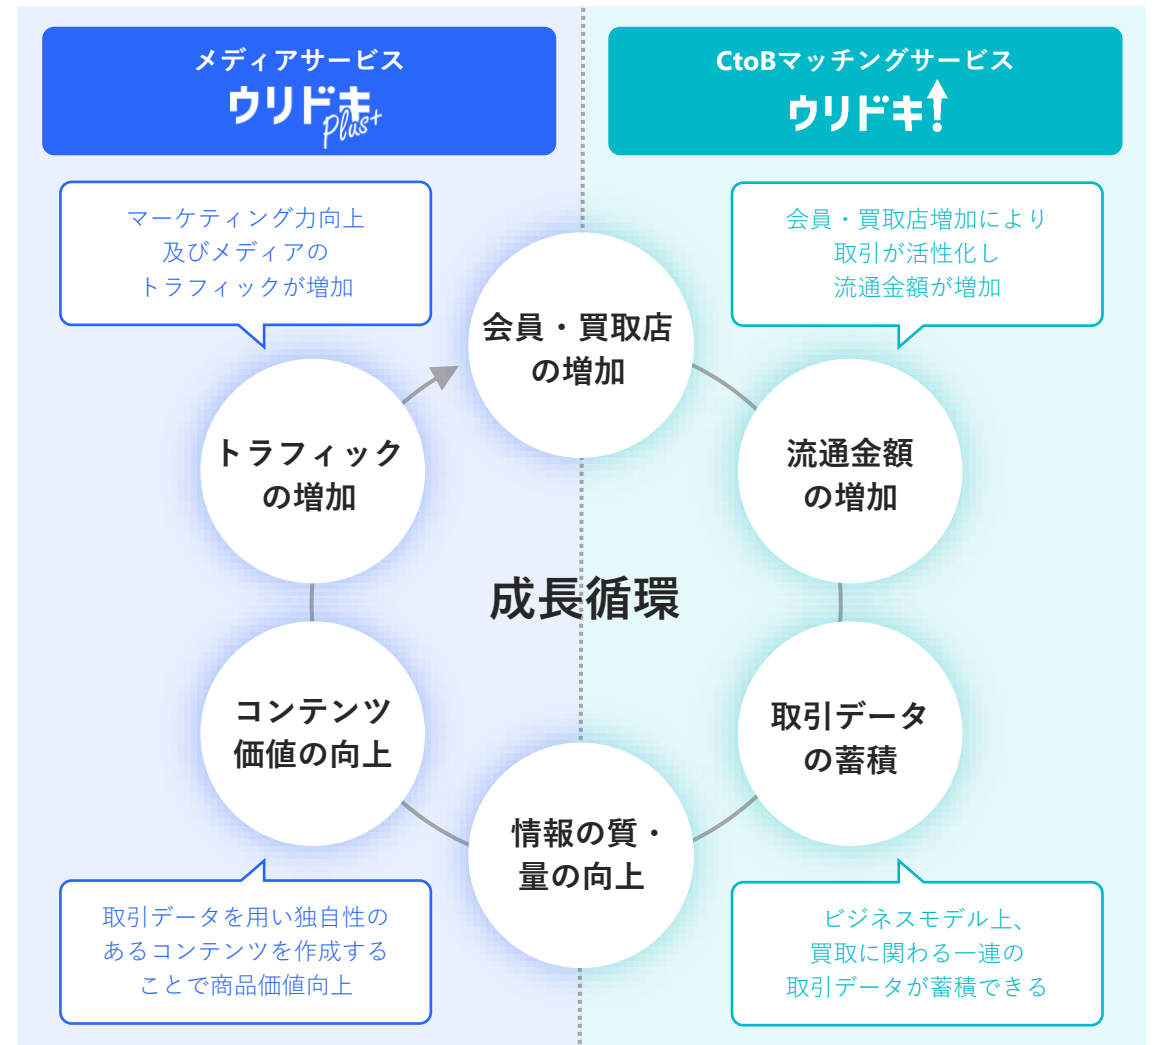 メディアサービス
ウリドキ
Plus+
CtoBマッチングサービス
ウリドキ!
マーケティング力向上
及びメディアの
トラフィックが増加
会員・買取店増加により
取引が活性化し
流通金額が増加
会員・買取店
の増加
トラフィック
の増加
流通金額
の増加
成長循環
コンテンツ
価値の向上
取引データ
の蓄積
情報の質・
量の向上
取引データを用い独自性の
あるコンテンツを作成する
ことで商品価値向上
ビジネスモデル上、
買取に関わる一連の
取引データが蓄積できる